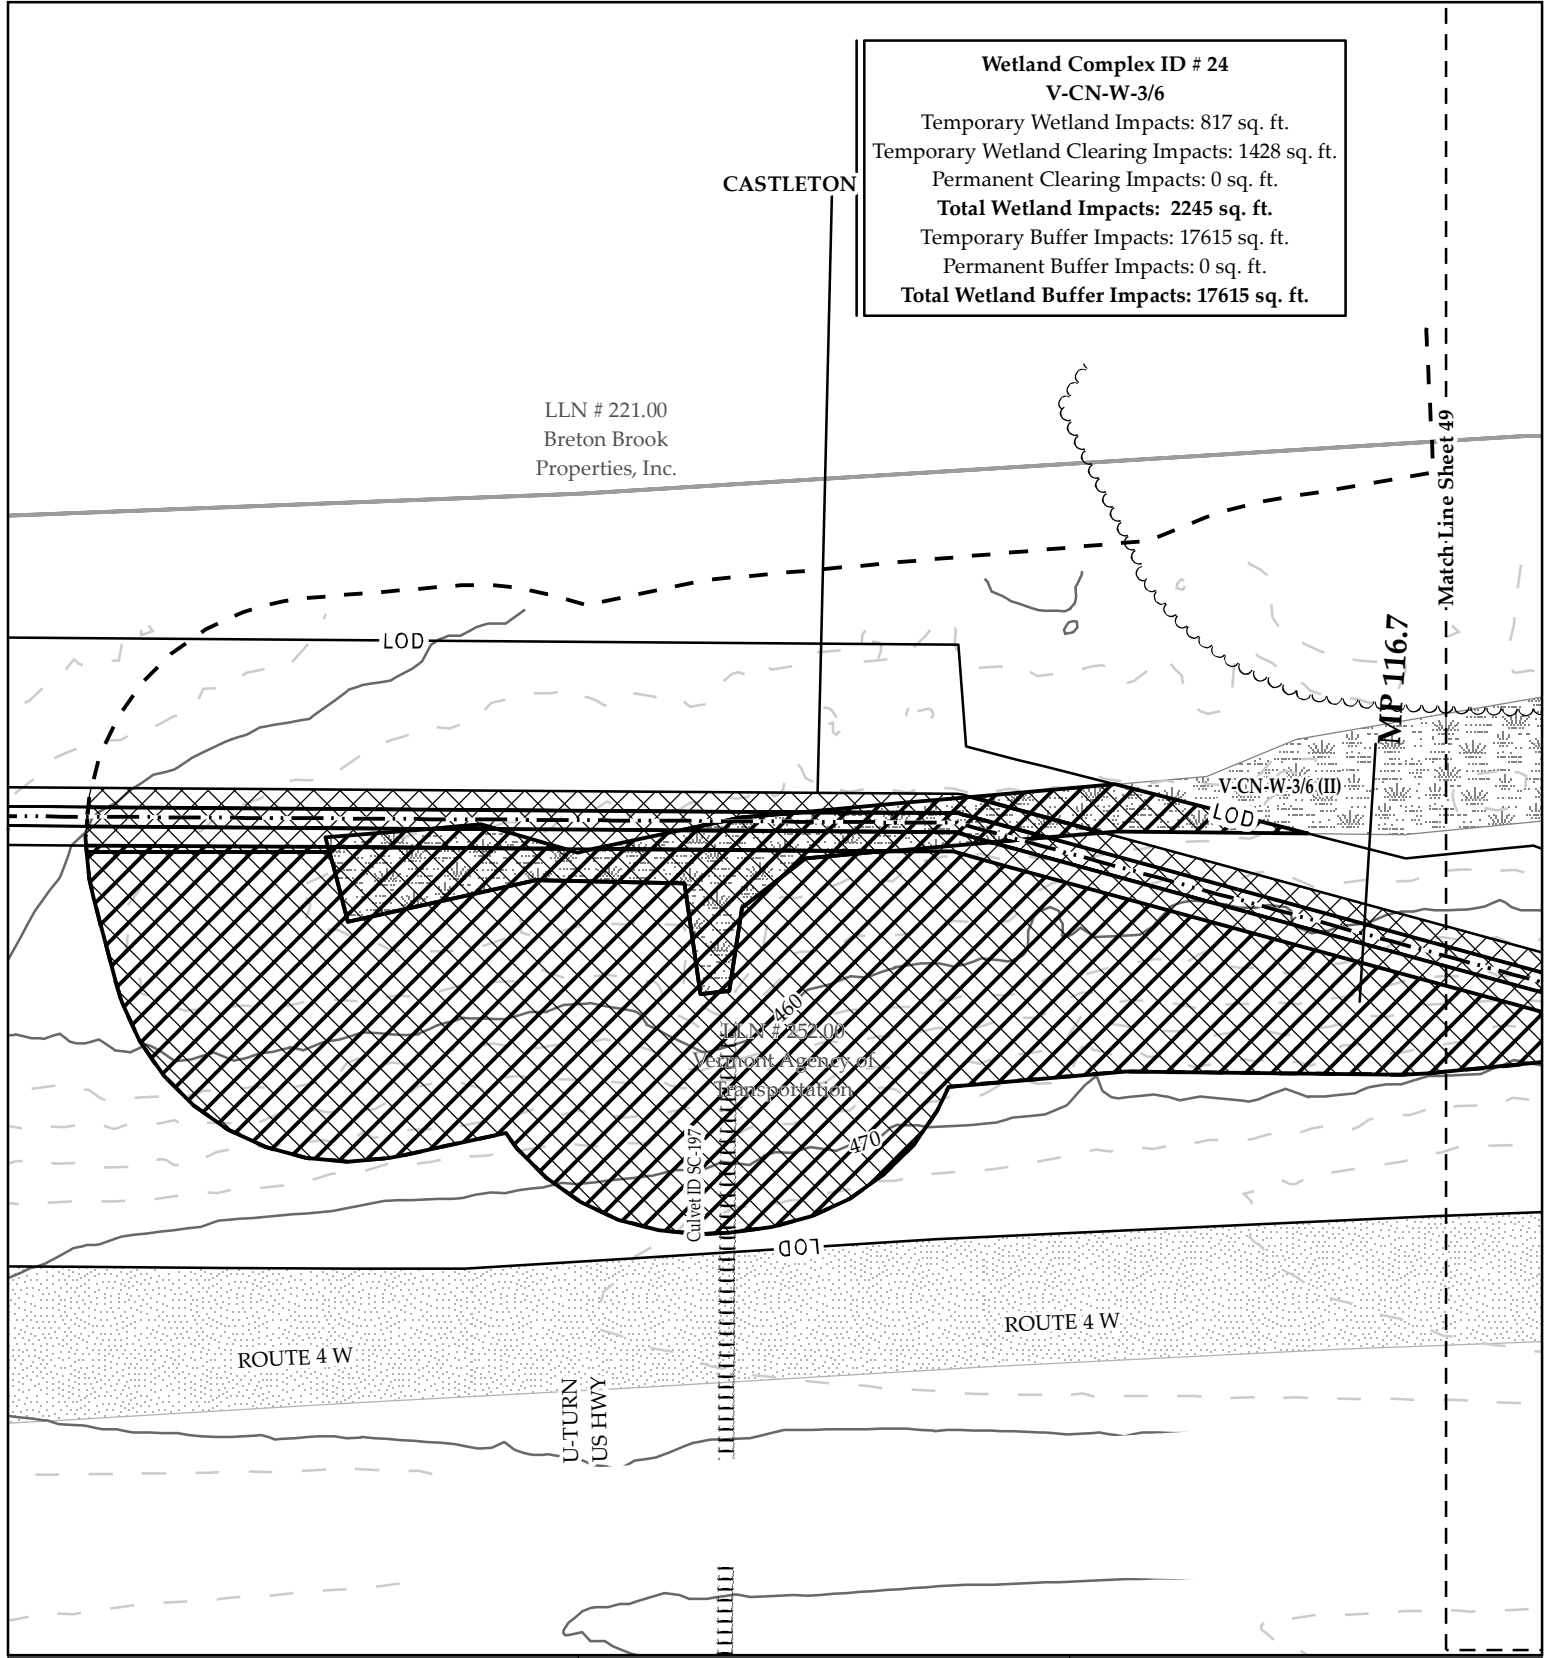 Wetland Complex ID # 24
V-CN-W-3/6
Temporary Wetland Impacts: 817 sq. ft.
Temporary Wetland Clearing Impacts: 1428 sq. ft.
Permanent Clearing Impacts: 0 sq. ft.
Total Wetland Impacts:  2245 sq. ft.
Temporary Buffer Impacts: 17615 sq. ft.
Permanent Buffer Impacts: 0 sq. ft.
Total Wetland Buffer Impacts: 17615 sq. ft.
CASTLETON
LLN # 221.00
Breton Brook
Properties, Inc.
Match Line Sheet 49
LOD
MP 116.7
V-CN-W-3/6 (II)
LOD
460
LLN # 252.00
Vermont Agency of
Transportation
470
Culvet ID SC-197
LOD
ROUTE 4 W
ROUTE 4 W
U-TURN
US HWY